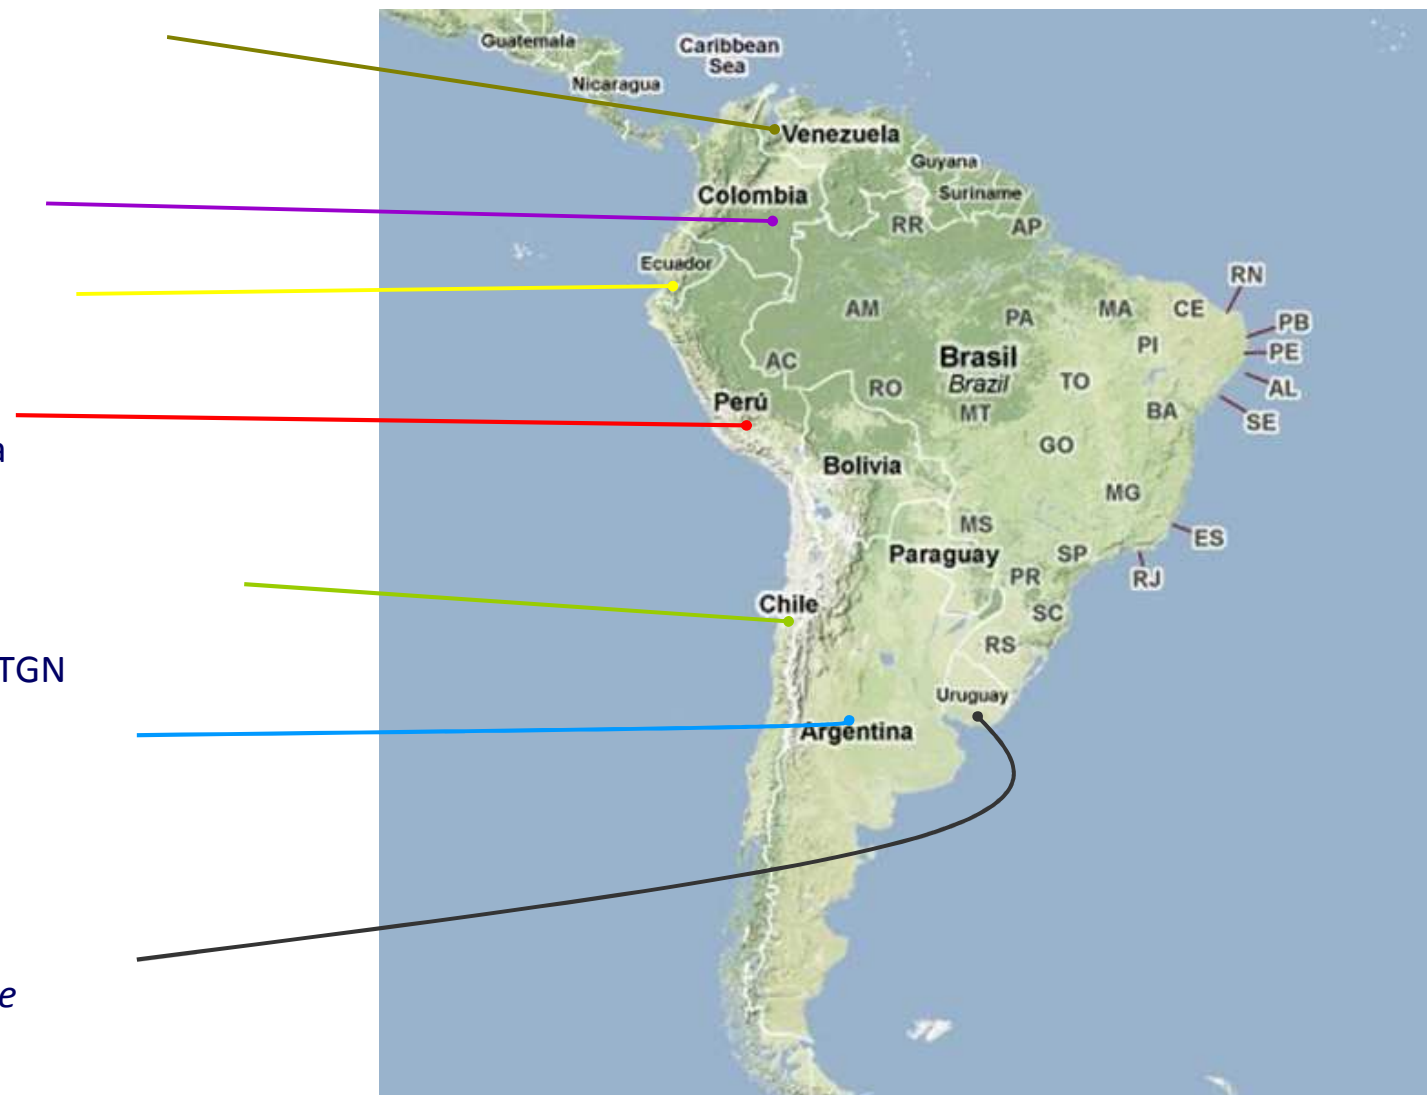 Guatemala
Caribbean
Sea
Nicaragua
Venezuela
Guyana
Colombia
Suriname
RR
AP
Ecuador
RN
AM
PA
MA
CE
PB
PI
PE
AC
Brasil
Brazil
RO
TO
AL
Perú
MT
BA
SE
a
GO
Bolivia
MG
MS
ES
Paraguay
SP
PR
RJ
Chile
SC
RS
TGN
Uruguay
Argentina
e